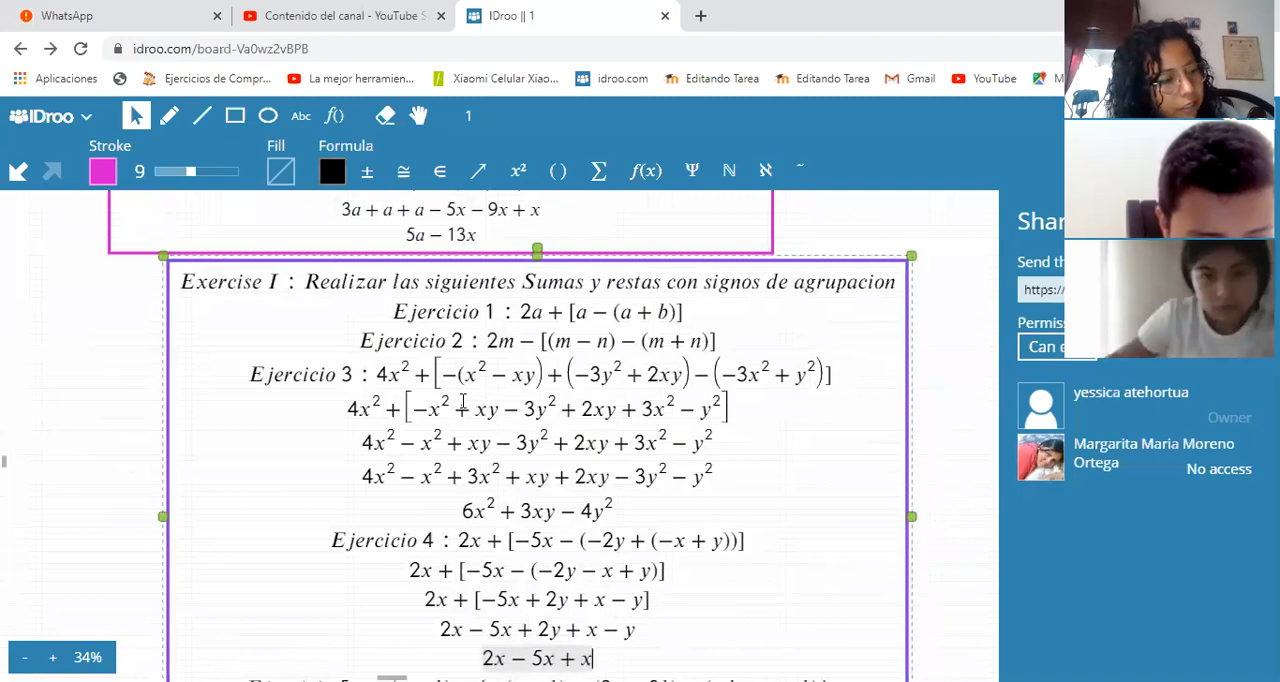 WhatsApp
Contenido del canal - YouTube S
IDroo || 1
idroo.com/board-Va0wz2vBPB
Aplicaciones
Ejercicios de Compr...
La mejor herramien...
Xiaomi Celular Xiao...
idroo.com
Editando Tarea
Editando Tarea
Gmail
YouTube
M
IDroo
Abc
f()
1
Stroke
9
Fill
Formula
± ≅ ∈ x² ( ) Σ f(x) Ψ ℕ ℵ ~
3a + a + a − 5x − 9x + x
5a − 13x
Exercise I : Realizar las siguientes Sumas y restas con signos de agrupacion
Ejercicio 1 : 2a + [a − (a + b)]
Ejercicio 2 : 2m − [(m − n) − (m + n)]
Ejercicio 3 : 4x² + [−(x² − xy) + (−3y² + 2xy) − (−3x² + y²)]
4x² + [−x² + xy − 3y² + 2xy + 3x² − y²]
4x² − x² + xy − 3y² + 2xy + 3x² − y²
4x² − x² + 3x² + xy + 2xy − 3y² − y²
6x² + 3xy − 4y²
Ejercicio 4 : 2x + [−5x − (−2y + (−x + y))]
2x + [−5x − (−2y − x + y)]
2x + [−5x + 2y + x − y]
2x − 5x + 2y + x − y
2x − 5x + x
- + 34%
Shar
Send th
https:/
Permis
Can e
yessica atehortua
Owner
Margarita Maria Moreno
Ortega
No access